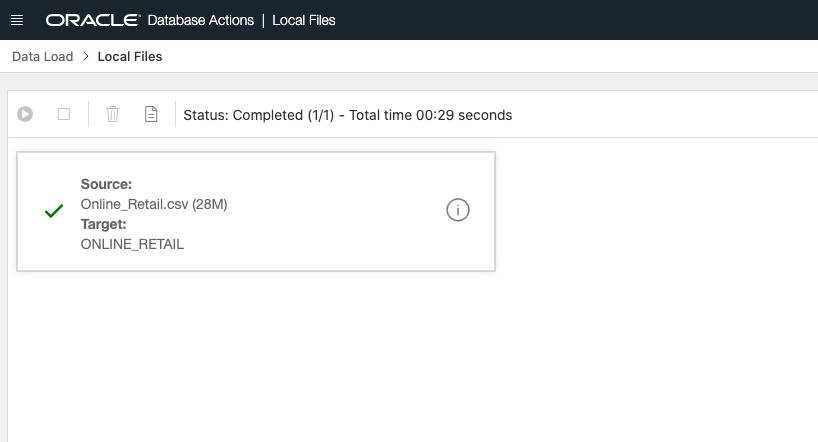 ORACLE Database Actions | Local Files
Data Load > Local Files
Status: Completed (1/1) - Total time 00:29 seconds
Source:
Online_Retail.csv (28M)
Target:
ONLINE_RETAIL